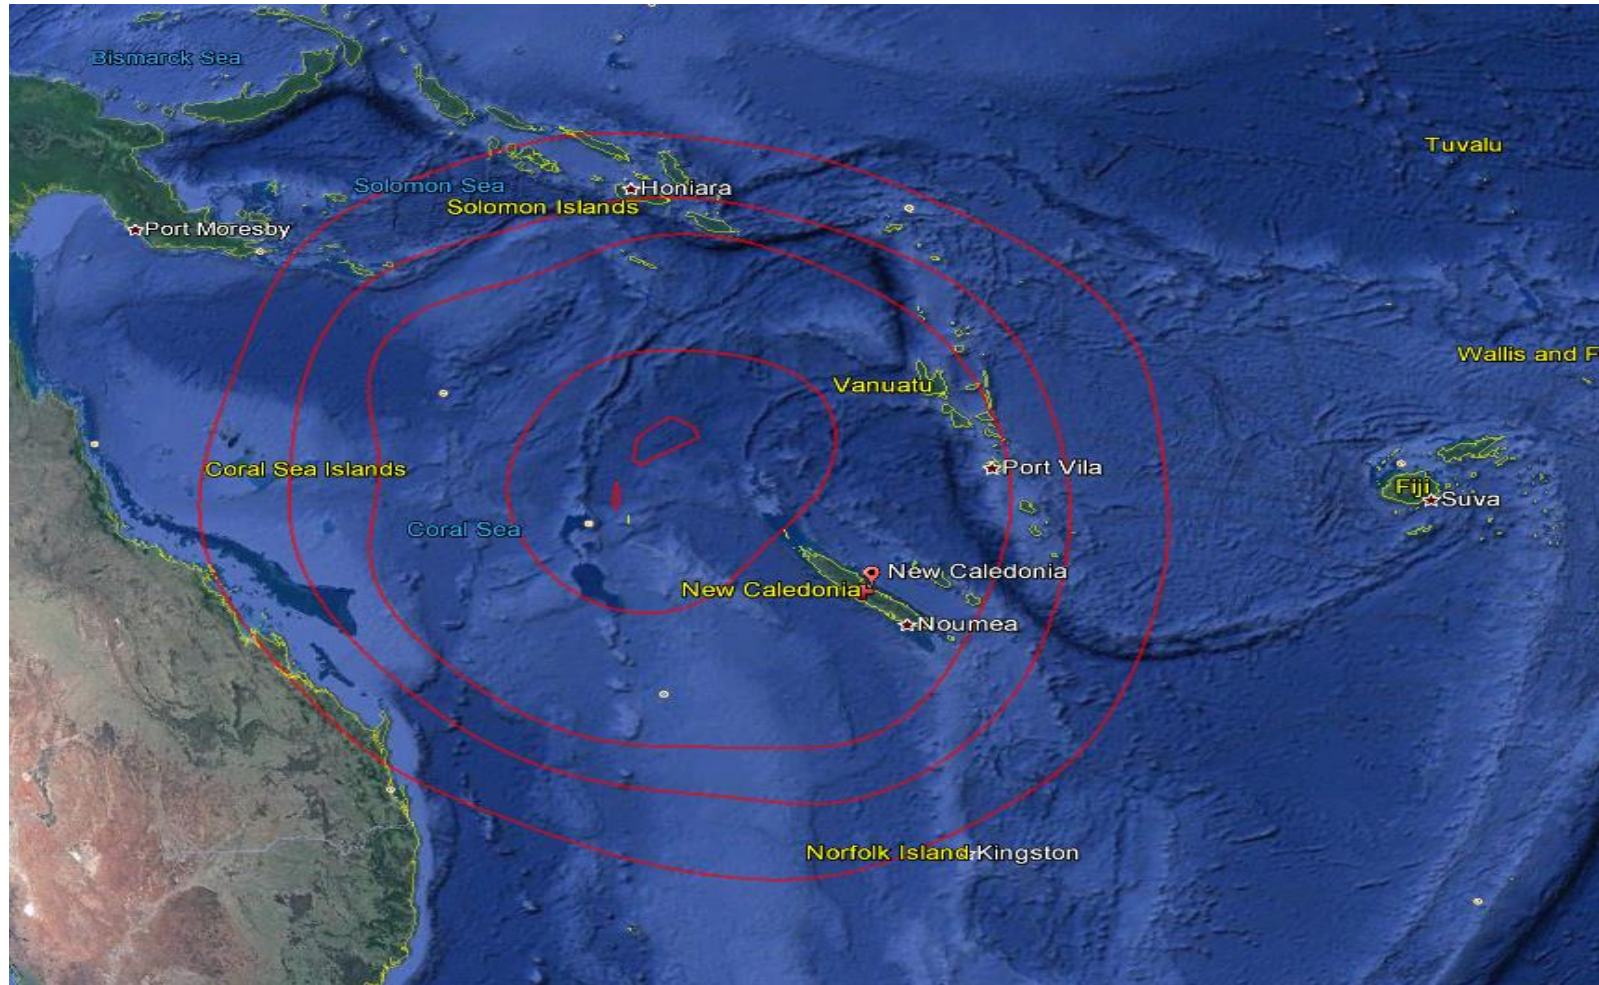 Bismarck Sea
Tuvalu
Solomon Sea
Honiara
Solomon Islands
Port Moresby
Wallis and F
Vanuatu
Coral Sea Islands
Port Vila
Fiji
Suva
Coral Sea
New Caledonia
New Caledonia
Noumea
Norfolk Island
Kingston